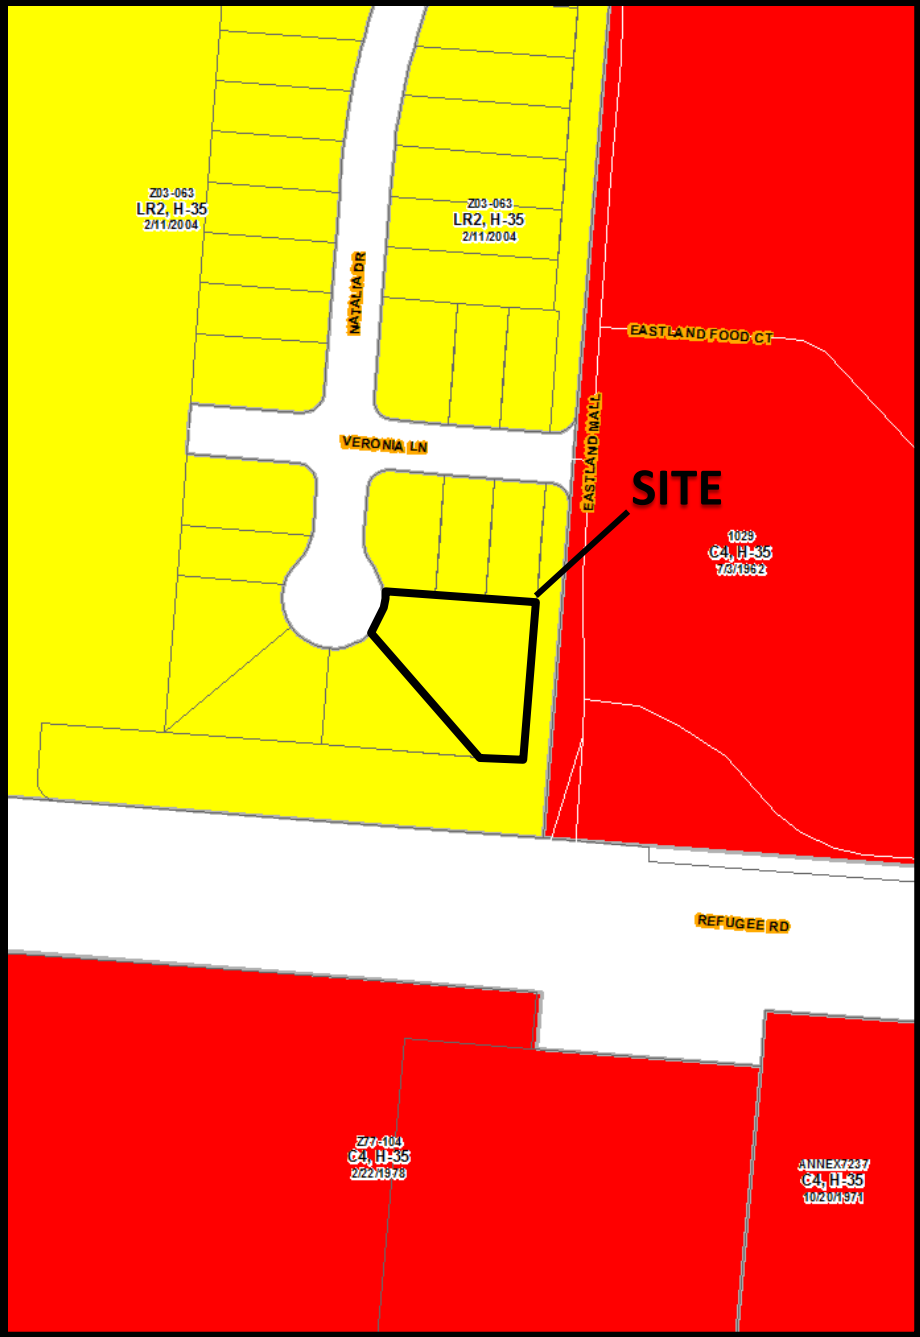 Z03-063
LR2, H-35
2/11/2004
Z03-063
LR2, H-35
2/11/2004
NATALIA DR
EASTLAND FOOD CT
VERONIA LN
EASTLAND MALL
SITE
1029
C4, H-35
7/3/1962
REFUGEE RD
Z77-104
C4, H-35
2/22/1978
ANNEX7237
C4, H-35
10/20/1971